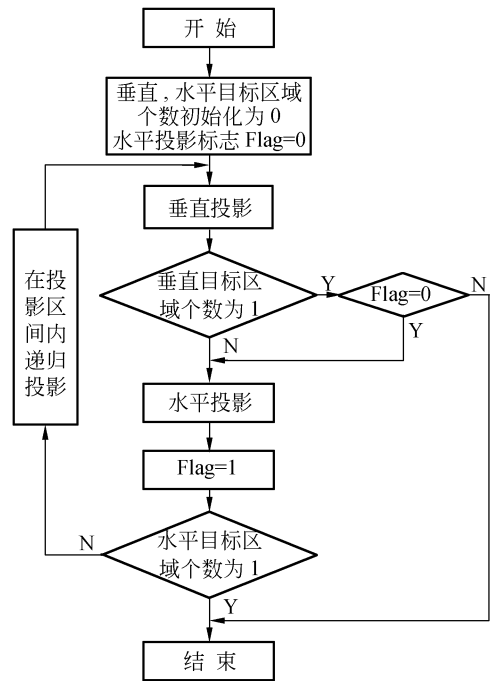 开 始
垂直,水平目标区域
个数初始化为 0
水平投影标志 Flag=0
垂直投影
垂直目标区
域个数为 1
Y
Flag=0
N
Y
N
在投
影区
间内
递归
投影
水平投影
Flag=1
水平目标区
域个数为 1
N
Y
结 束